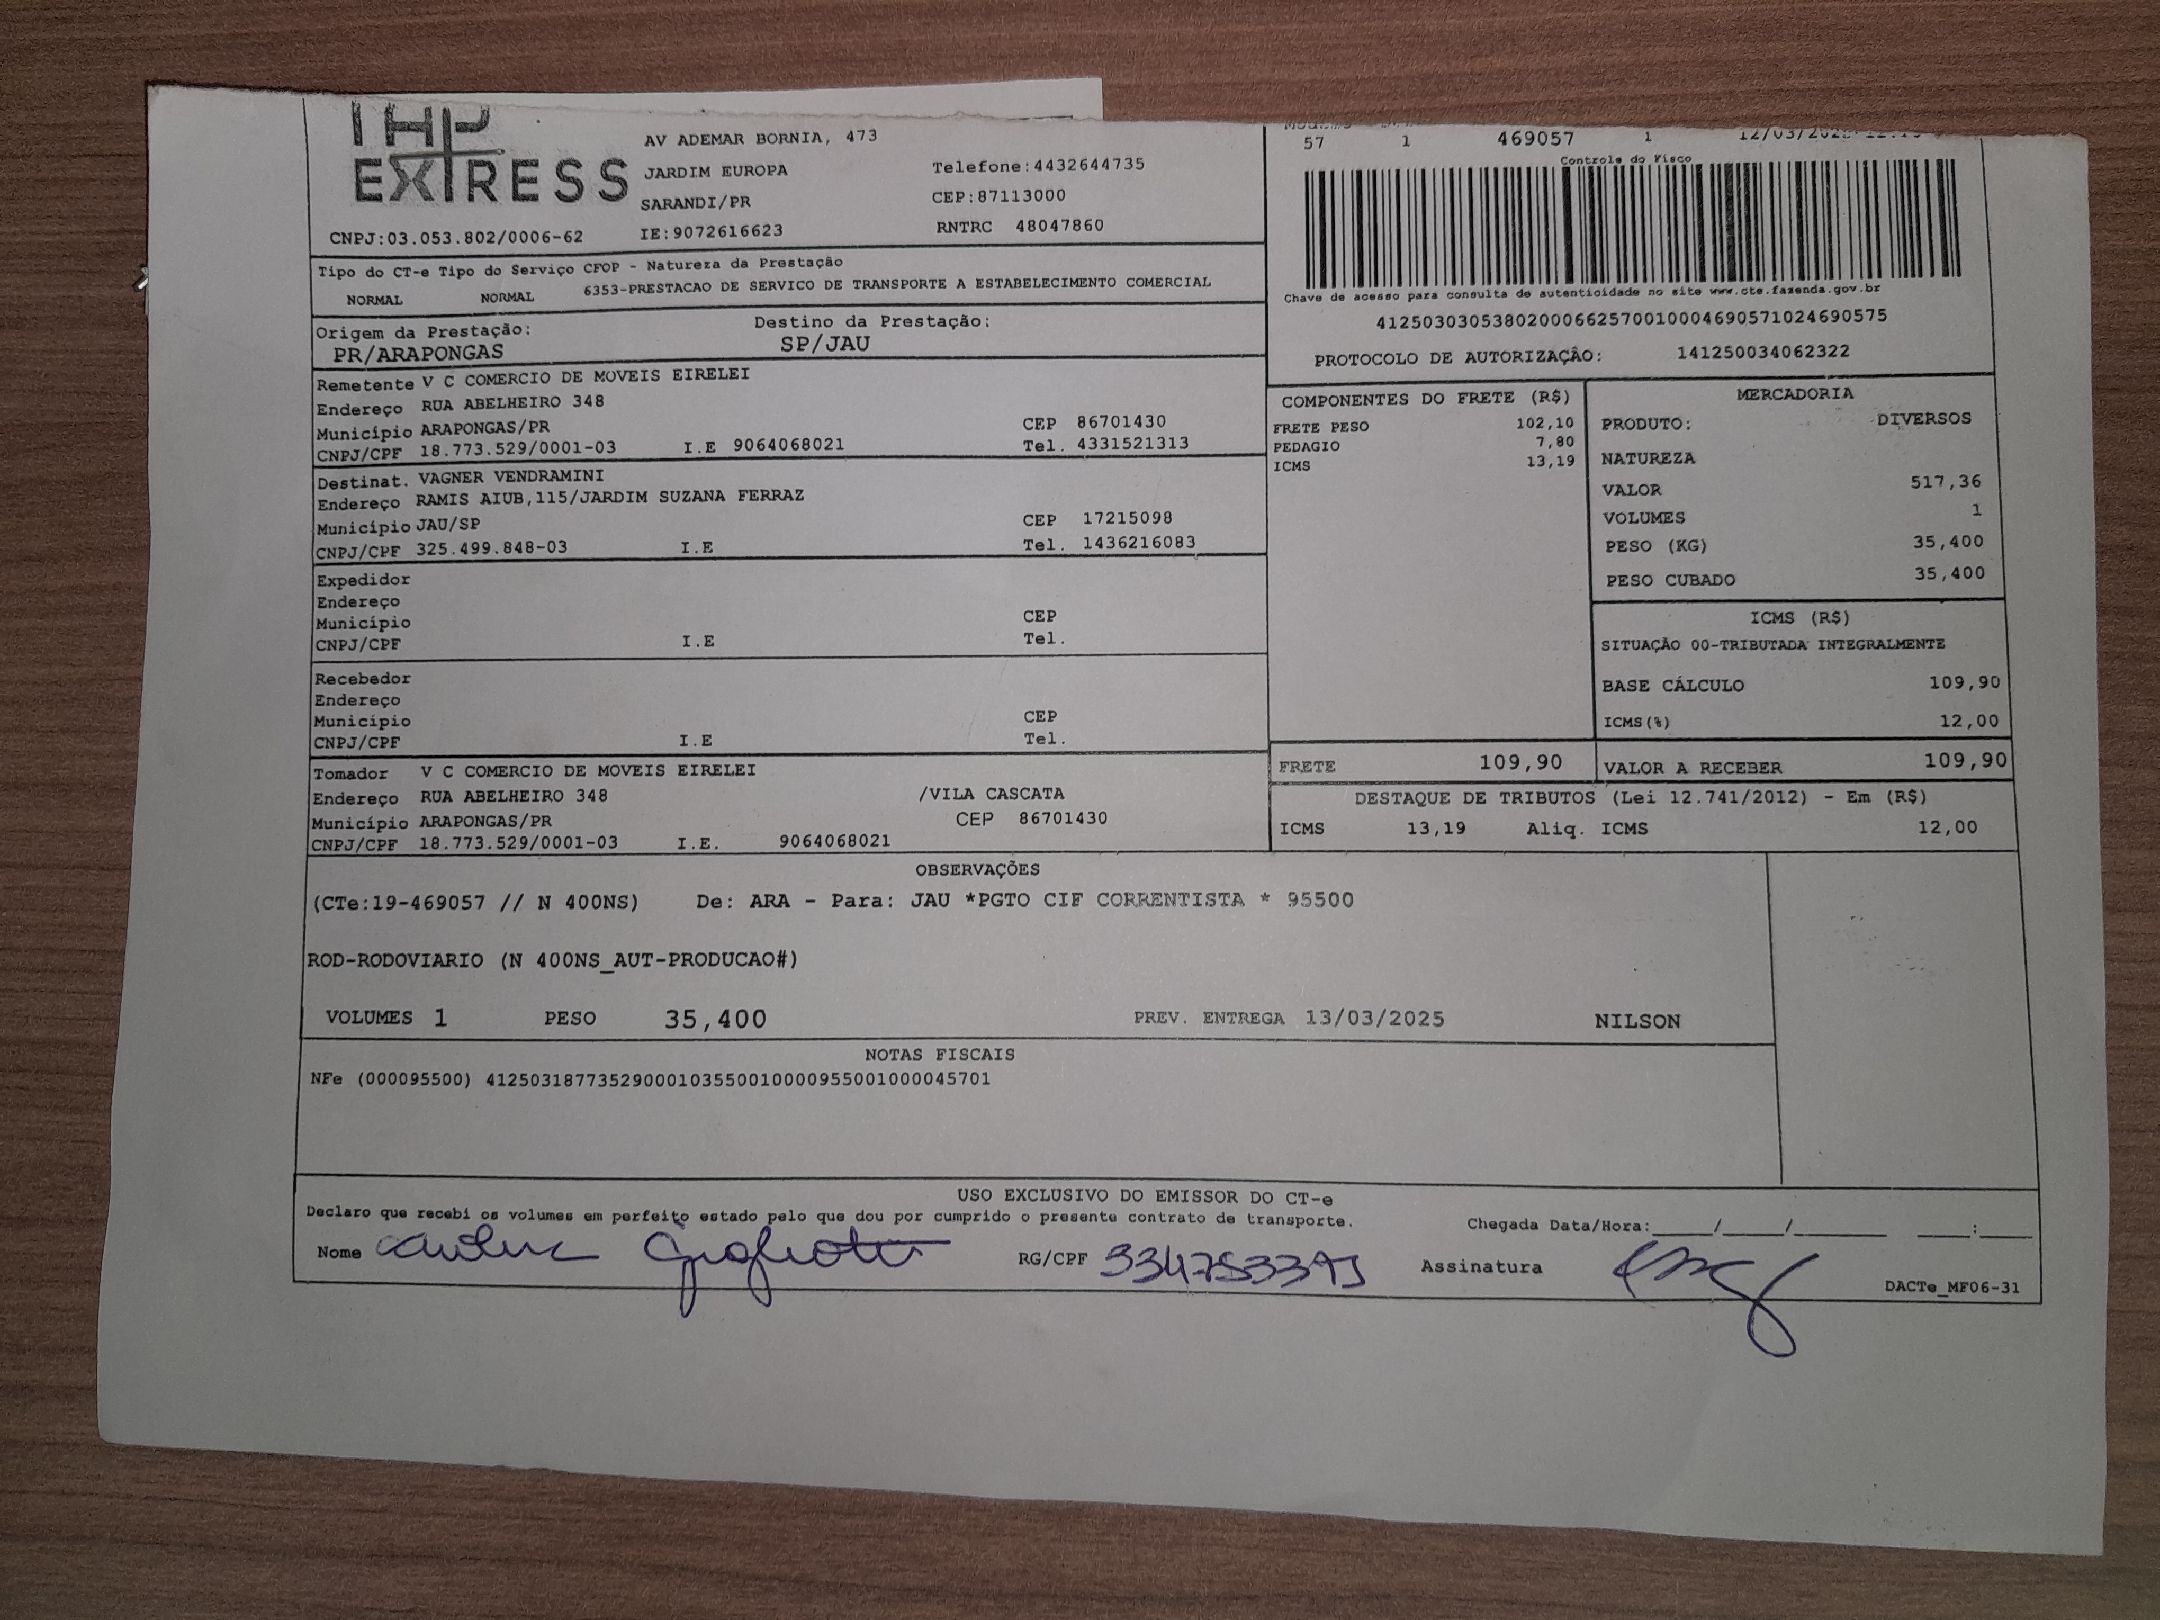 EXPRESS
CNPJ:03.053.802/0006-62
AV ADEMAR BORNIA, 473
JARDIM EUROPA
SARANDI/PR
IE:9072616623
Telefone:4432644735
CEP:87113000
RNTRC 48047860
57 1 469057 1
Controle do Fisco
Chave de acesso para consulta de autenticidade no site www.cte.fazenda.gov.br
41250303053802000662570010004690571024690575
PROTOCOLO DE AUTORIZAÇÃO: 141250034062322
Tipo do CT-e Tipo do Serviço CFOP - Natureza da Prestação
NORMAL NORMAL 6353-PRESTACAO DE SERVICO DE TRANSPORTE A ESTABELECIMENTO COMERCIAL
Origem da Prestação: Destino da Prestação:
PR/ARAPONGAS SP/JAU
Remetente V C COMERCIO DE MOVEIS EIRELEI
Endereço RUA ABELHEIRO 348
Município ARAPONGAS/PR CEP 86701430
CNPJ/CPF 18.773.529/0001-03 I.E 9064068021 Tel. 4331521313
Destinat. VAGNER VENDRAMINI
Endereço RAMIS AIUB,115/JARDIM SUZANA FERRAZ
Município JAU/SP CEP 17215098
CNPJ/CPF 325.499.848-03 I.E Tel. 1436216083
Expedidor
Endereço
Município CEP
CNPJ/CPF I.E Tel.
Recebedor
Endereço
Município CEP
CNPJ/CPF I.E Tel.
Tomador V C COMERCIO DE MOVEIS EIRELEI
Endereço RUA ABELHEIRO 348 /VILA CASCATA
Município ARAPONGAS/PR CEP 86701430
CNPJ/CPF 18.773.529/0001-03 I.E. 9064068021
COMPONENTES DO FRETE (R$)
FRETE PESO 102,10
PEDAGIO 7,80
ICMS 13,19
MERCADORIA
PRODUTO: DIVERSOS
NATUREZA
VALOR 517,36
VOLUMES 1
PESO (KG) 35,400
PESO CUBADO 35,400
ICMS (R$)
SITUAÇÃO 00-TRIBUTADA INTEGRALMENTE
BASE CÁLCULO 109,90
ICMS(%) 12,00
FRETE 109,90 VALOR A RECEBER 109,90
DESTAQUE DE TRIBUTOS (Lei 12.741/2012) - Em (R$)
ICMS 13,19 Aliq. ICMS 12,00
OBSERVAÇÕES
(CTe:19-469057 // N 400NS) De: ARA - Para: JAU *PGTO CIF CORRENTISTA * 95500
ROD-RODOVIARIO (N 400NS_AUT-PRODUCAO#)
VOLUMES 1 PESO 35,400 PREV. ENTREGA 13/03/2025 NILSON
NOTAS FISCAIS
NFe (000095500) 41250318773529000103550010000955001000045701
USO EXCLUSIVO DO EMISSOR DO CT-e
Declaro que recebi os volumes em perfeito estado pelo que dou por cumprido o presente contrato de transporte. Chegada Data/Hora:____/____/______ ___:___
Nome RG/CPF Assinatura
DACTe_MF06-31